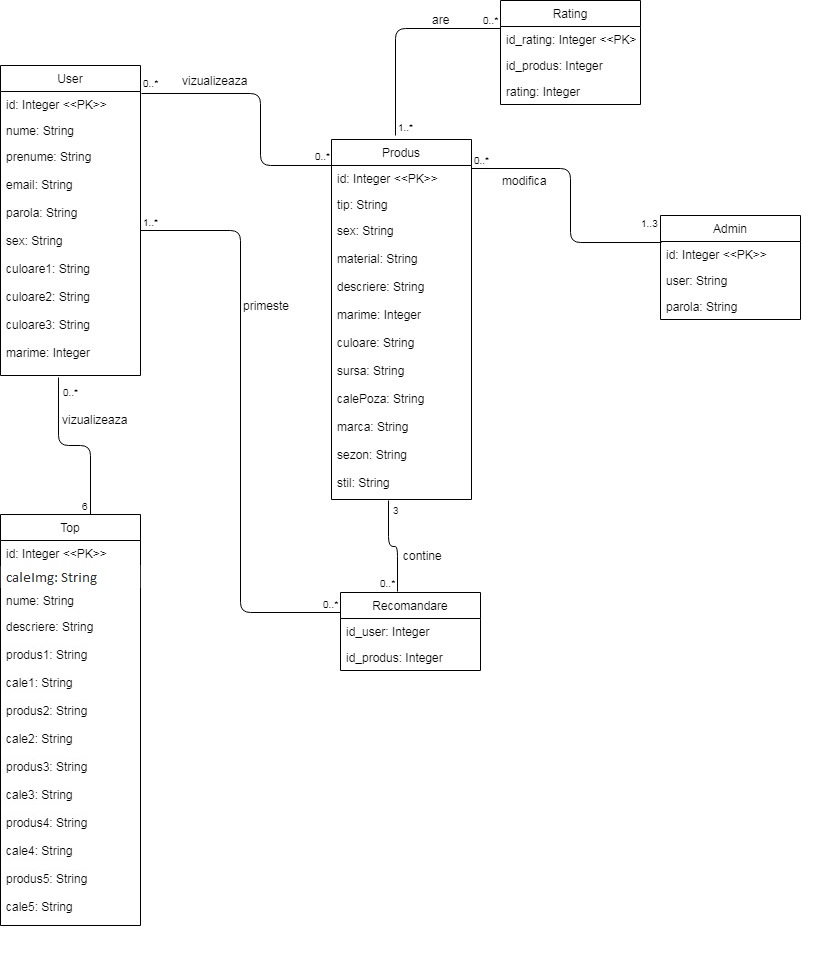 Rating
id_rating: Integer <<PK>
id_produs: Integer
rating: Integer
are
0..*
1..*
User
id: Integer <<PK>>
nume: String
prenume: String
email: String
parola: String
sex: String
culoare1: String
culoare2: String
culoare3: String
marime: Integer
0..*
vizualizeaza
0..*
1..*
primeste
0..*
Produs
id: Integer <<PK>>
tip: String
sex: String
material: String
descriere: String
marime: Integer
culoare: String
sursa: String
calePoza: String
marca: String
sezon: String
stil: String
0..*
modifica
1..3
Admin
id: Integer <<PK>>
user: String
parola: String
0..*
vizualizeaza
6
Top
id: Integer <<PK>>
caleImg: String
nume: String
descriere: String
produs1: String
cale1: String
produs2: String
cale2: String
produs3: String
cale3: String
produs4: String
cale4: String
produs5: String
cale5: String
3
contine
0..*
Recomandare
id_user: Integer
id_produs: Integer